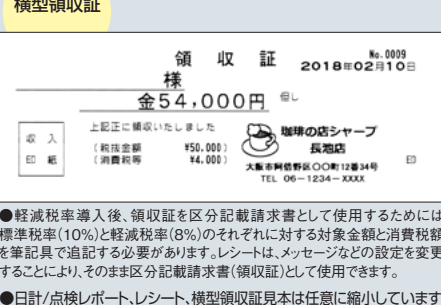 横型領収証
領 収 証
No.0009
2018年02月10日
様
金54,000円 但し
上記正に領収いたしました
収 入
印 紙
(税抜金額 ¥50,000)
(消費税等 ¥4,000)
珈琲の店シャープ
長池店
大阪市阿倍野区〇〇町12番34号
TEL 06-1234-XXXX
印
●軽減税率導入後、領収証を区分記載請求書として使用するためには
標準税率(10%)と軽減税率(8%)のそれぞれに対する対象金額と消費税額
を筆記具で追記する必要があります。レシートは、メッセージなどの設定を変更
することにより、そのまま区分記載請求書(領収証)として使用できます。
●日計/点検レポート、レシート、横型領収証見本は任意に縮小しています